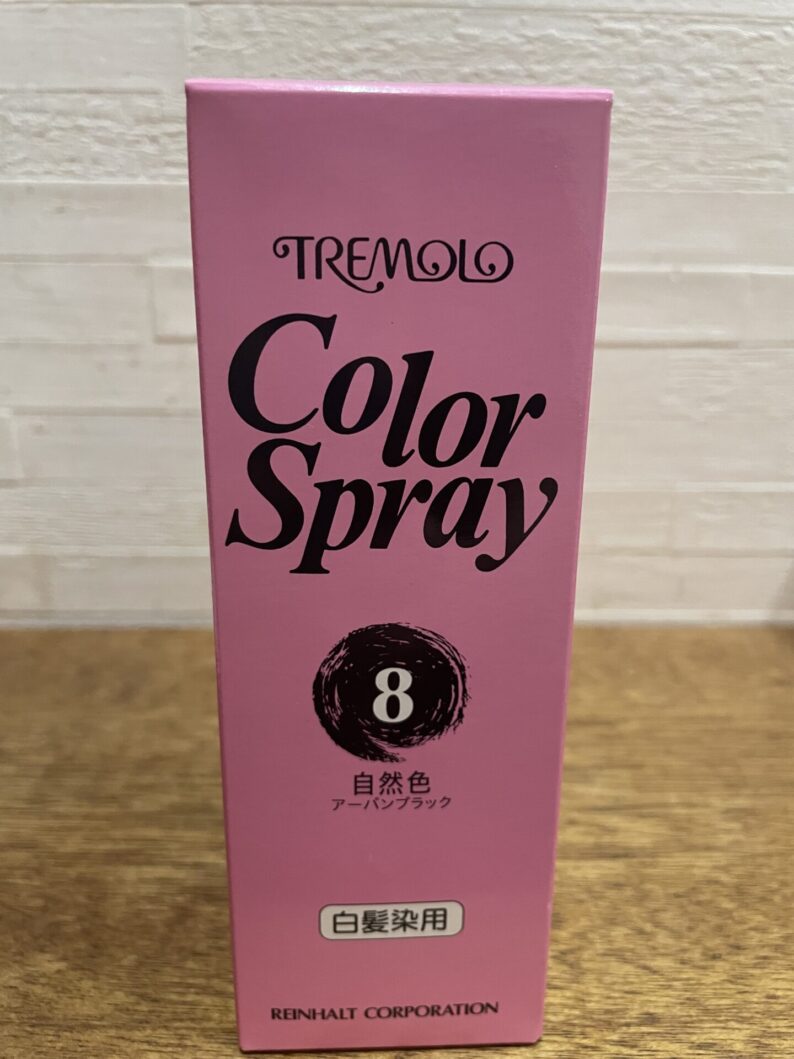 TREMOLO
Color
Spray
8
自然色
アーバンブラック
白髪染用
REINHALT CORPORATION